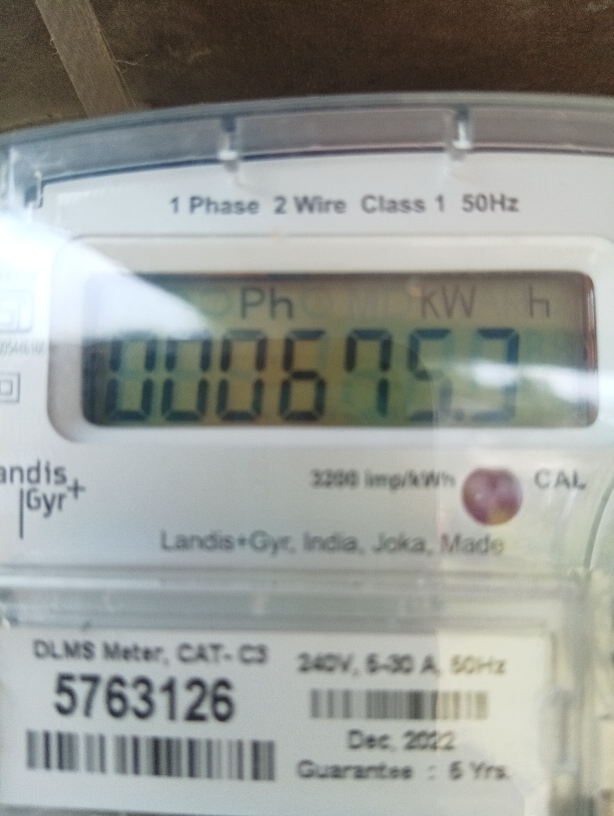 1 Phase 2 Wire Class 1 50Hz
Ph kW h
000675.
Landis
Gyr+
3200 imp/kWh CAL
Landis+Gyr, India, Joka, Made
DLMS Meter, CAT- C3
240V, 5-30 A, 50Hz
5763126
Dec, 2022
Guarantee : 5 Yrs.